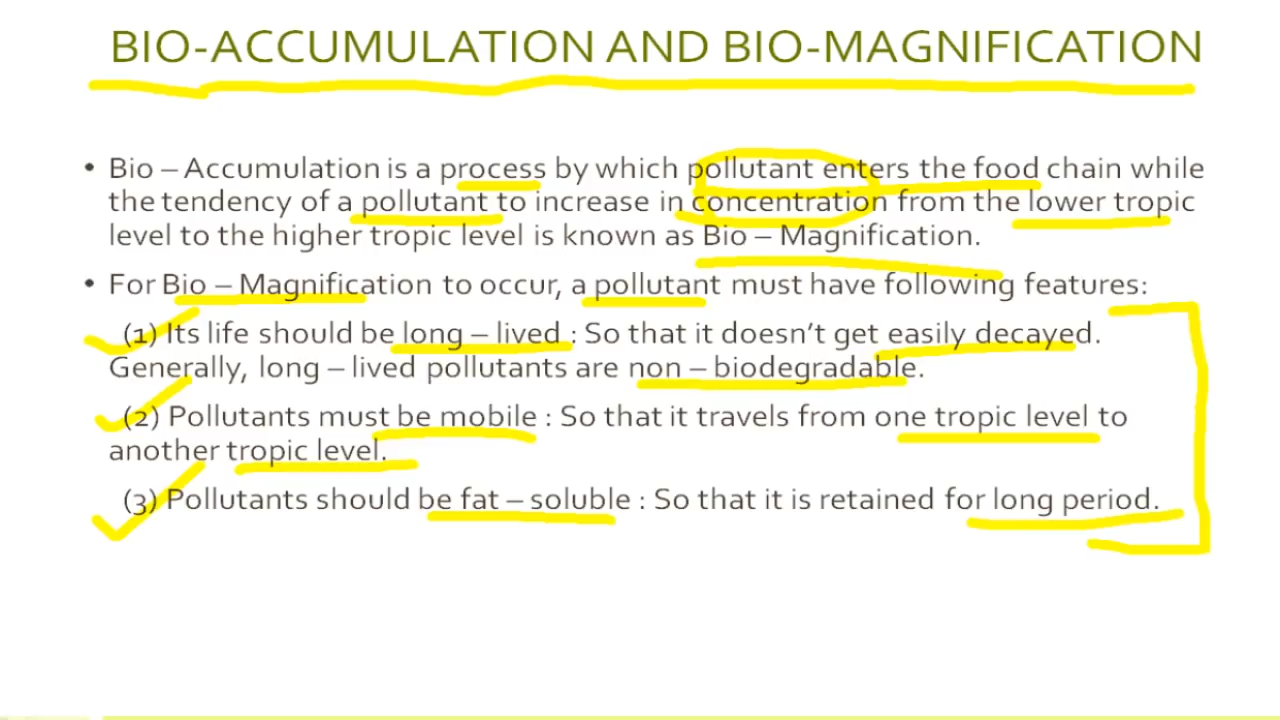 BIO-ACCUMULATION AND BIO-MAGNIFICATION
• Bio – Accumulation is a process by which pollutant enters the food chain while
the tendency of a pollutant to increase in concentration from the lower tropic
level to the higher tropic level is known as Bio – Magnification.
• For Bio – Magnification to occur, a pollutant must have following features:
(1) Its life should be long – lived : So that it doesn't get easily decayed.
Generally, long – lived pollutants are non – biodegradable.
(2) Pollutants must be mobile : So that it travels from one tropic level to
another tropic level.
(3) Pollutants should be fat – soluble : So that it is retained for long period.